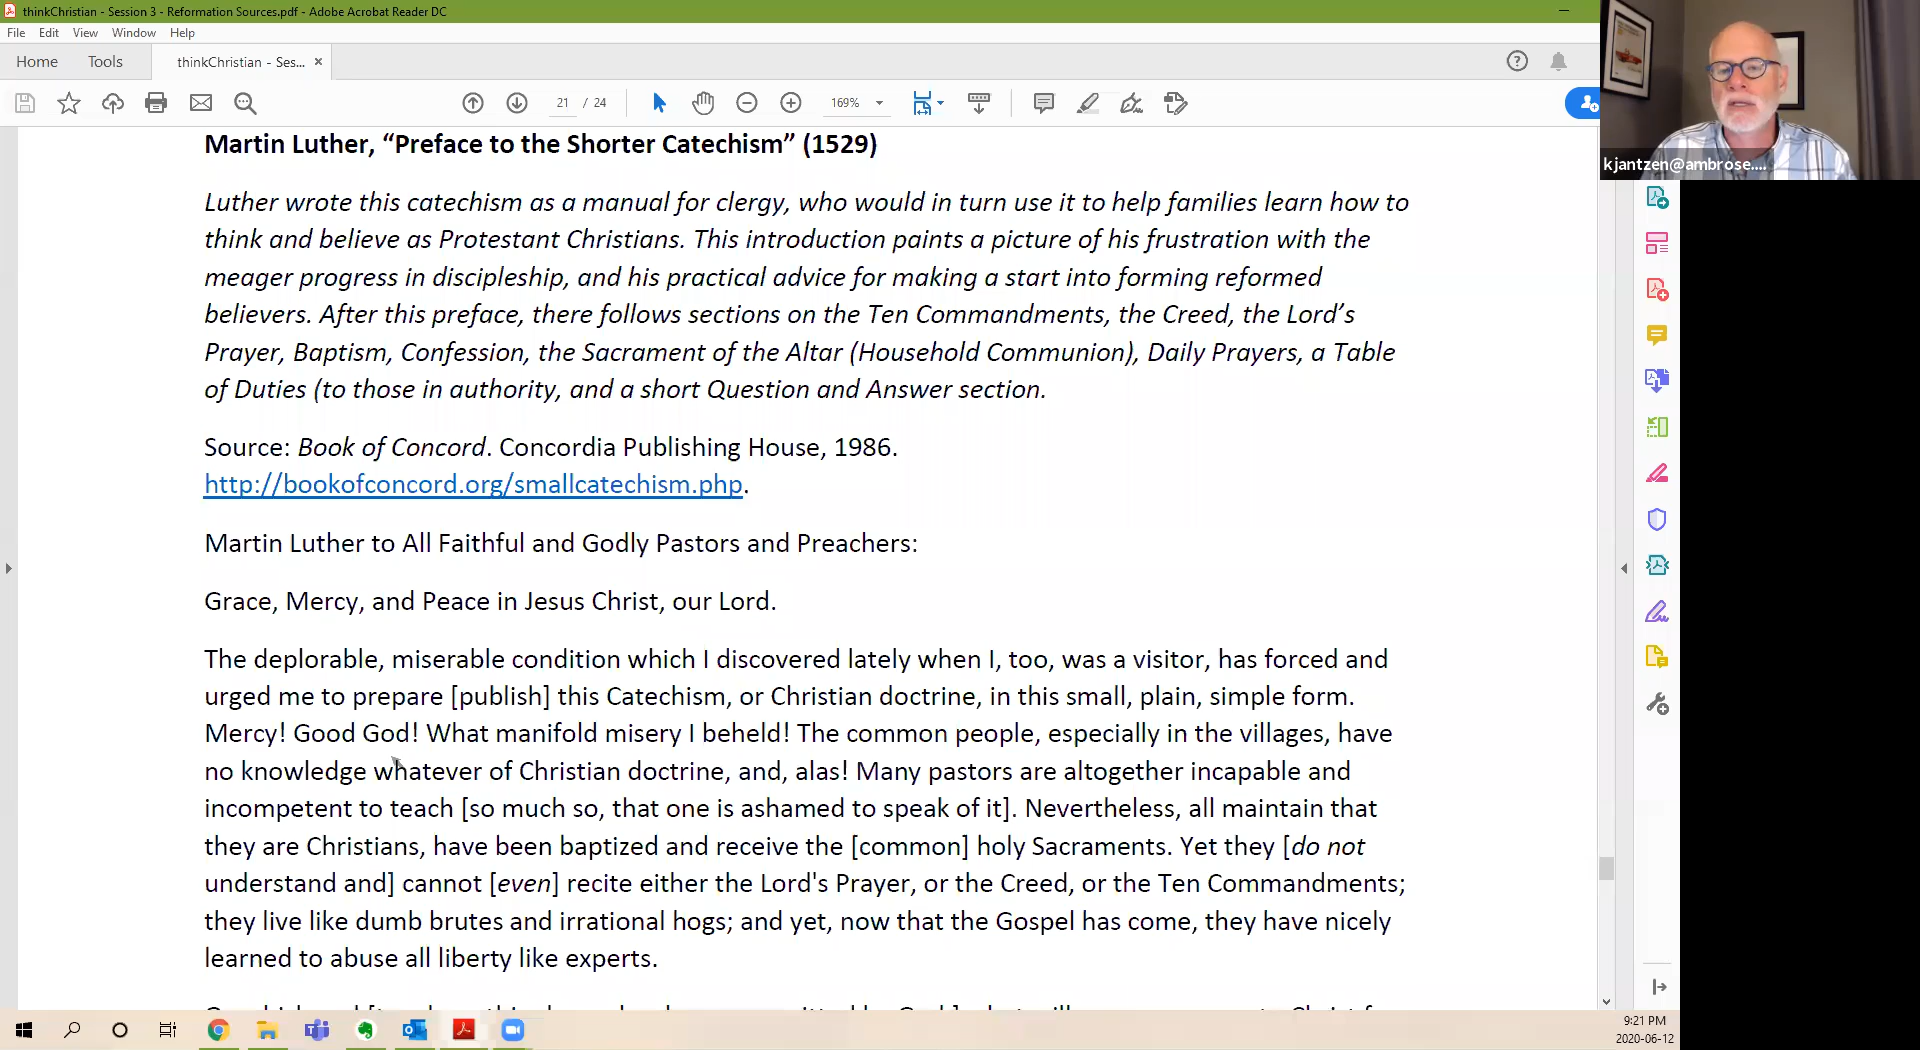 thinkChristian - Session 3 - Reformation Sources.pdf - Adobe Acrobat Reader DC
File Edit View Window Help
Home Tools thinkChristian - Ses... ×
21 / 24 169%
kjantzen@ambrose....
Martin Luther, “Preface to the Shorter Catechism” (1529)
Luther wrote this catechism as a manual for clergy, who would in turn use it to help families learn how to
think and believe as Protestant Christians. This introduction paints a picture of his frustration with the
meager progress in discipleship, and his practical advice for making a start into forming reformed
believers. After this preface, there follows sections on the Ten Commandments, the Creed, the Lord’s
Prayer, Baptism, Confession, the Sacrament of the Altar (Household Communion), Daily Prayers, a Table
of Duties (to those in authority, and a short Question and Answer section.
Source: Book of Concord. Concordia Publishing House, 1986.
http://bookofconcord.org/smallcatechism.php.
Martin Luther to All Faithful and Godly Pastors and Preachers:
Grace, Mercy, and Peace in Jesus Christ, our Lord.
The deplorable, miserable condition which I discovered lately when I, too, was a visitor, has forced and
urged me to prepare [publish] this Catechism, or Christian doctrine, in this small, plain, simple form.
Mercy! Good God! What manifold misery I beheld! The common people, especially in the villages, have
no knowledge whatever of Christian doctrine, and, alas! Many pastors are altogether incapable and
incompetent to teach [so much so, that one is ashamed to speak of it]. Nevertheless, all maintain that
they are Christians, have been baptized and receive the [common] holy Sacraments. Yet they [do not
understand and] cannot [even] recite either the Lord's Prayer, or the Creed, or the Ten Commandments;
they live like dumb brutes and irrational hogs; and yet, now that the Gospel has come, they have nicely
learned to abuse all liberty like experts.
9:21 PM
2020-06-12